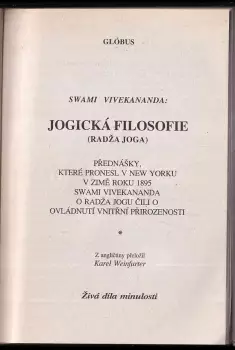 GLÓBUS
SWAMI VIVEKANANDA:
JOGICKÁ FILOSOFIE
(RADŽA JOGA)
PŘEDNÁŠKY,
KTERÉ PRONESL V NEW YORKU
V ZIMĚ ROKU 1895
SWAMI VIVEKANANDA
O RADŽA JOGU ČILI O
OVLÁDNUTÍ VNITŘNÍ PŘIROZENOSTI
*
Z angličtiny přeložil
Karel Weinfurter
Živá díla minulosti